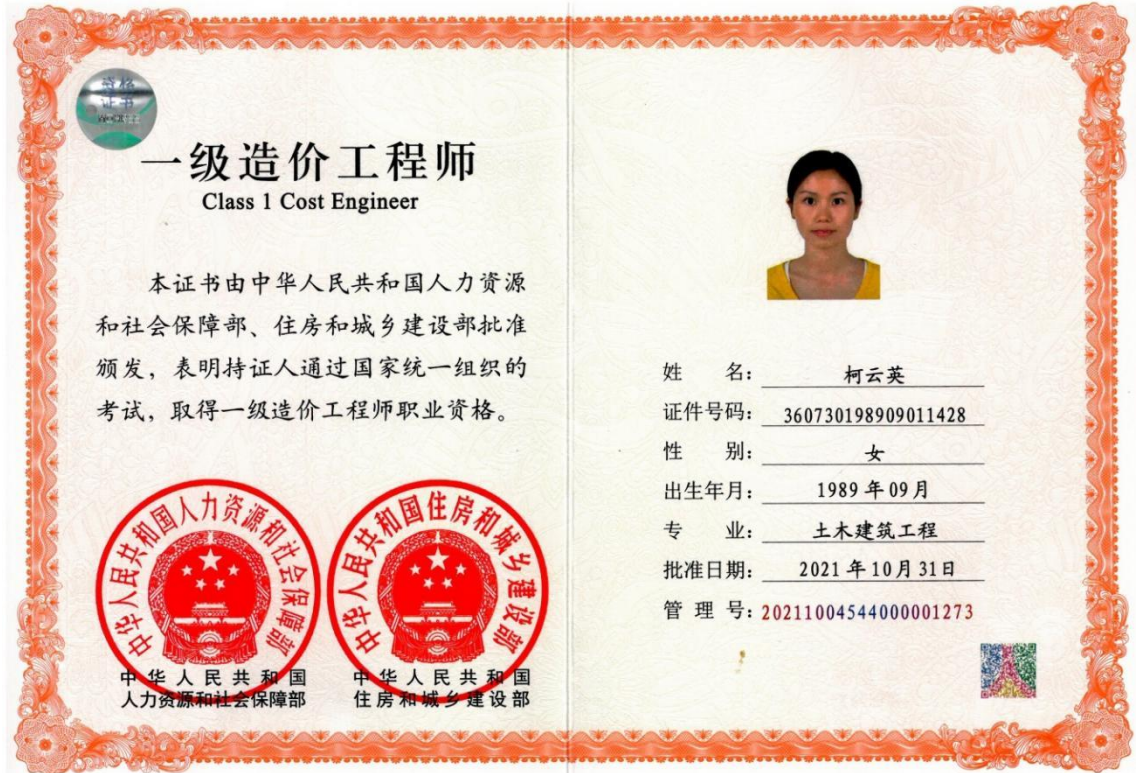 资格
证书
一级造价工程师
Class 1 Cost Engineer
本证书由中华人民共和国人力资源
和社会保障部、住房和城乡建设部批准
颁发，表明持证人通过国家统一组织的
考试，取得一级造价工程师职业资格。
中华人民共和国人力资源和社会保障部
中华人民共和国住房和城乡建设部
中华人民共和国
人力资源和社会保障部
中华人民共和国
住房和城乡建设部
姓 名：柯云英
证件号码：360730198909011428
性 别：女
出生年月：1989年09月
专 业：土木建筑工程
批准日期：2021年10月31日
管 理 号：20211004544000001273